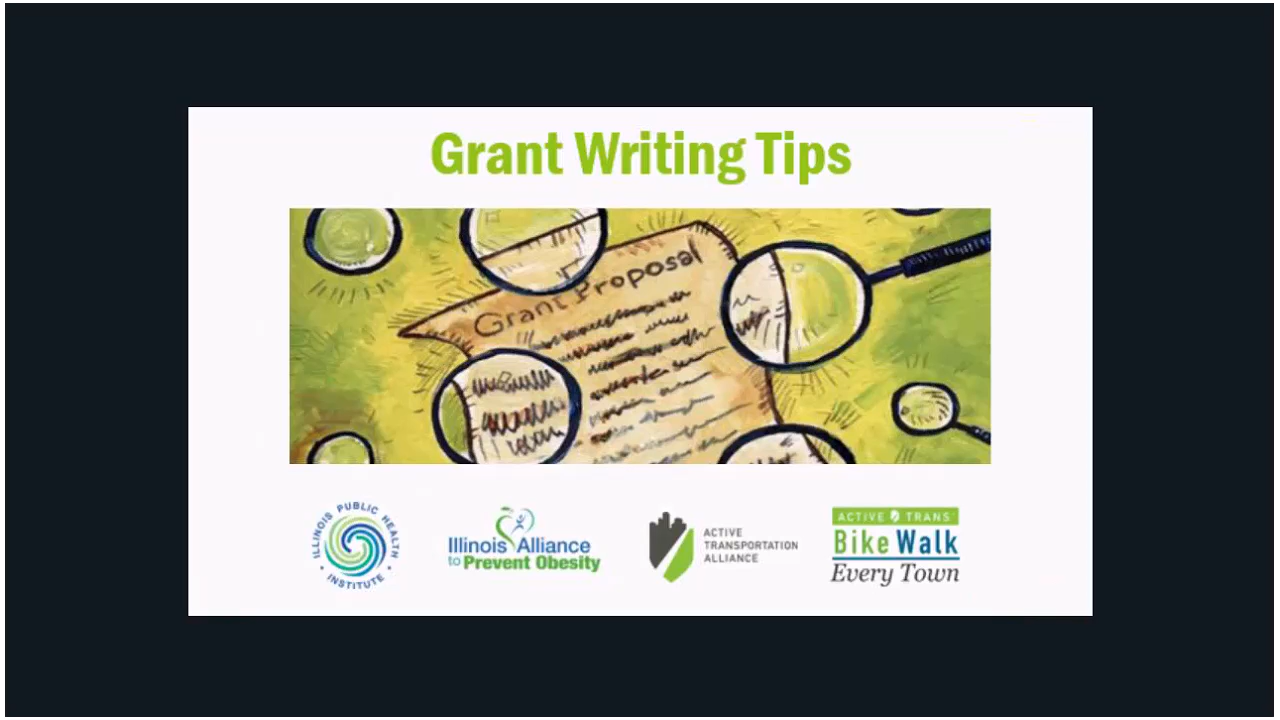 Grant Writing Tips
Grant Proposal
ILLINOIS PUBLIC HEALTH
INSTITUTE
Illinois Alliance
to Prevent Obesity
ACTIVE
TRANSPORTATION
ALLIANCE
ACTIVE TRANS
Bike Walk
Every Town